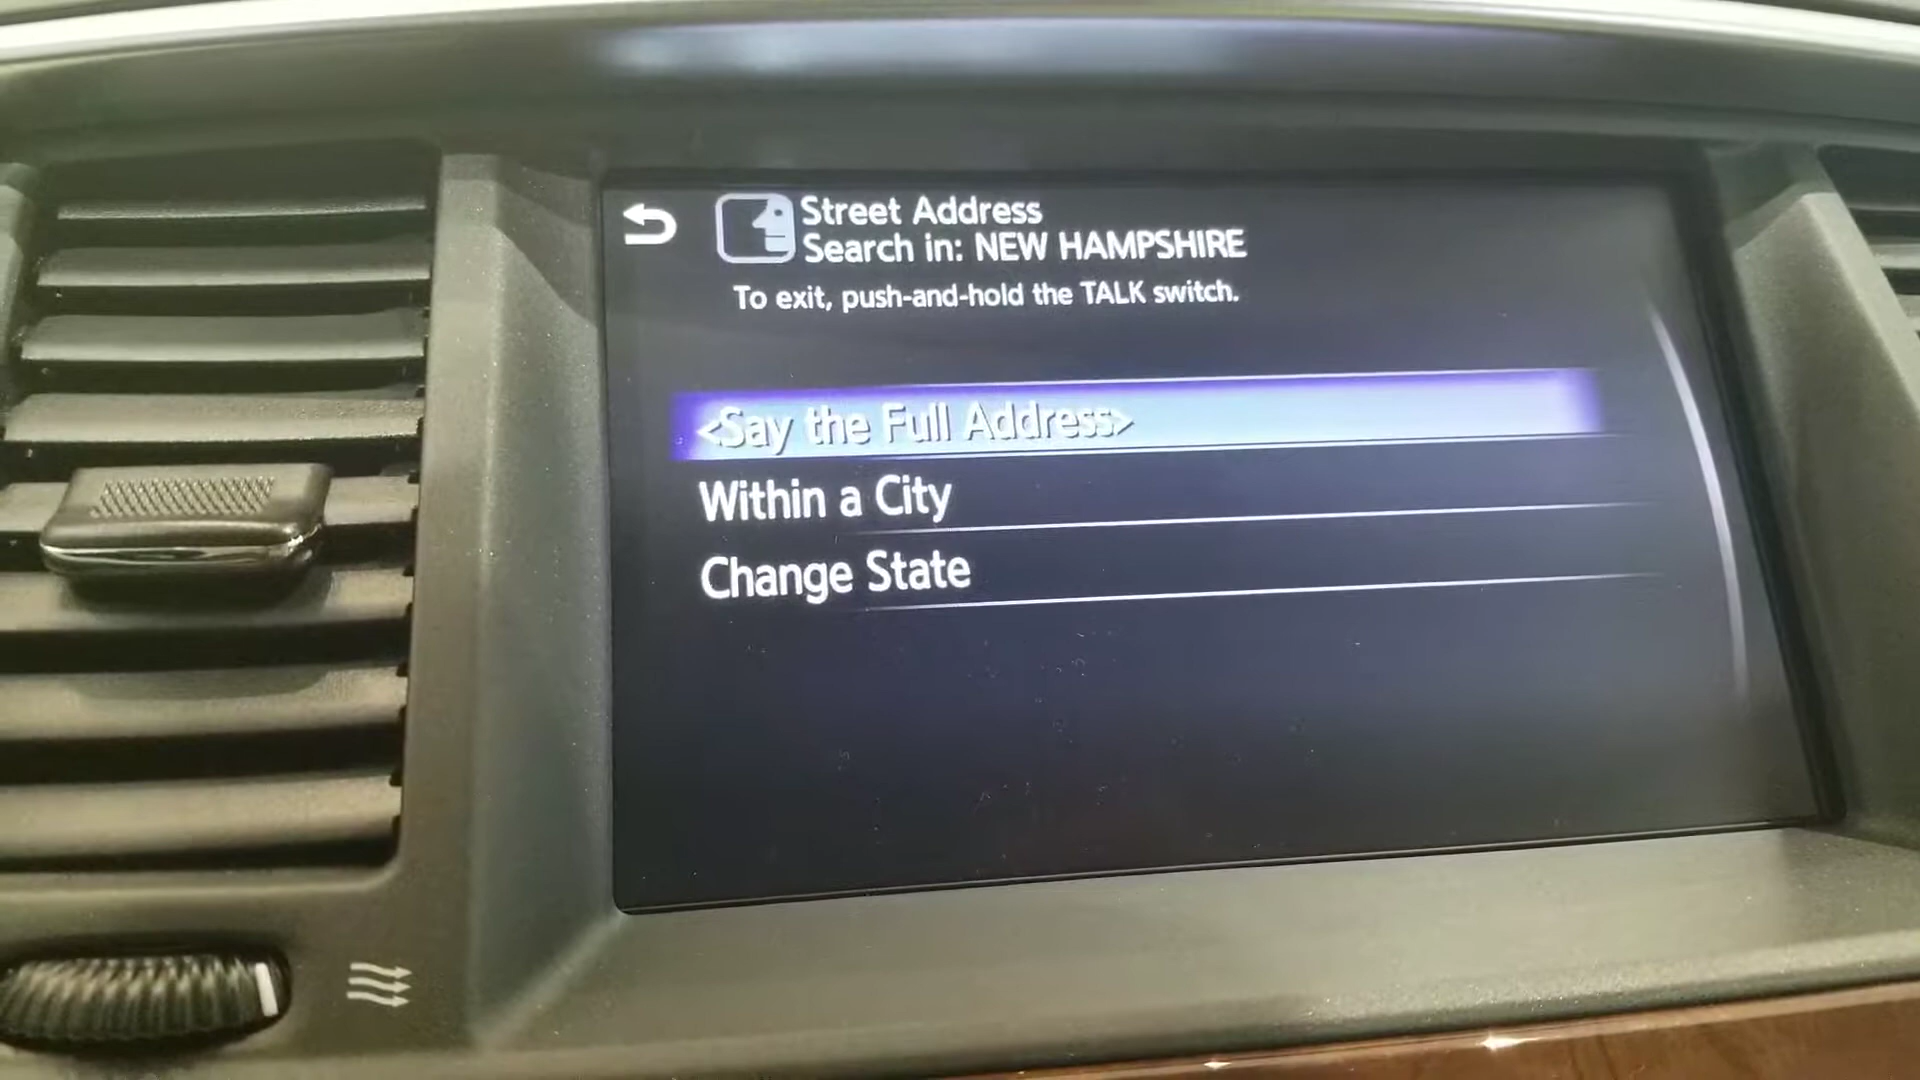 Street Address
Search in: NEW HAMPSHIRE
To exit, push-and-hold the TALK switch.
<Say the Full Address>
Within a City
Change State